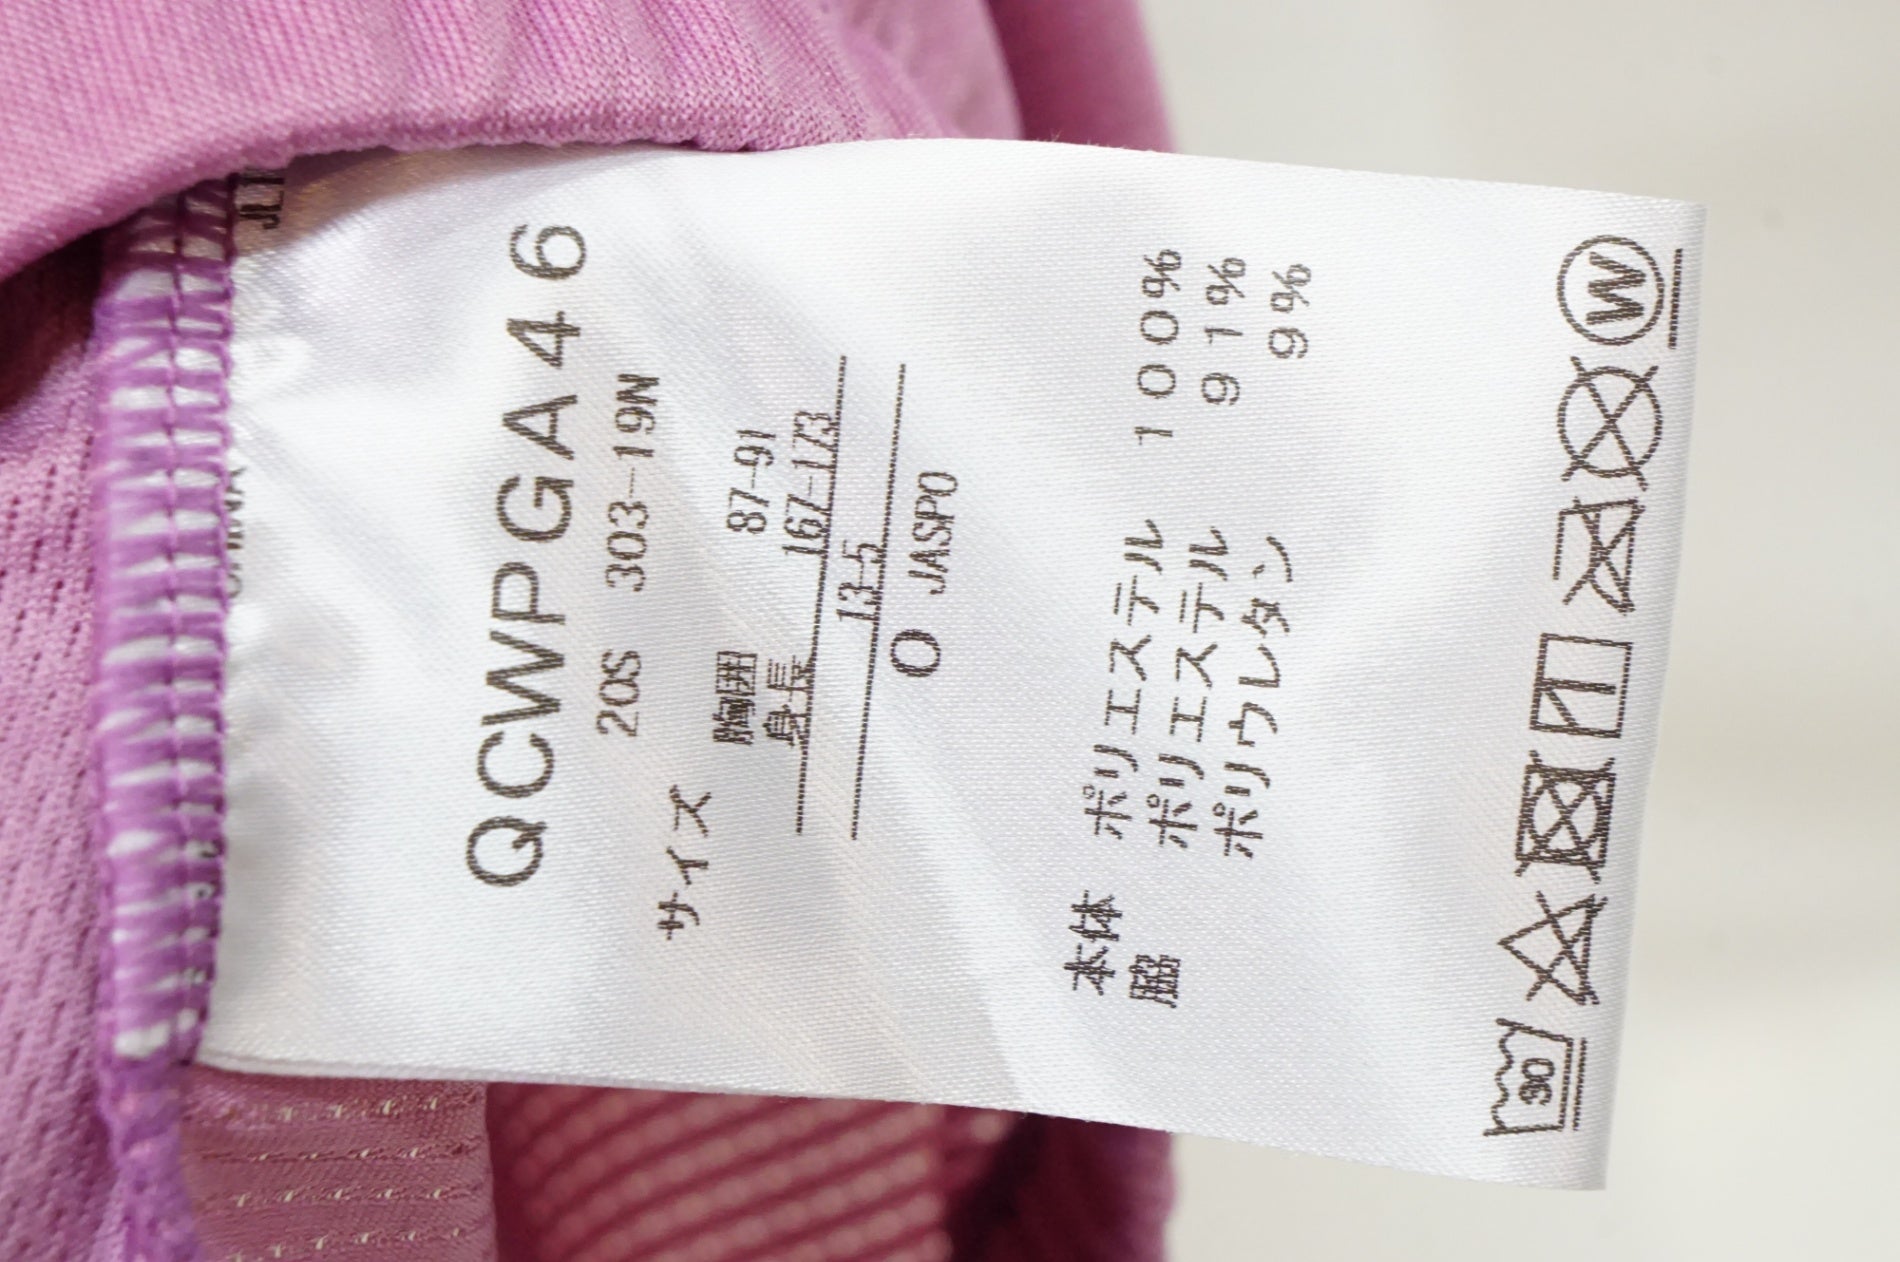 QCWPGA46
20S 303-19N
サイズ
胸囲 87-91
身長 167-173
13-5
O JASPO
本体 ポリエステル 100%
脇 ポリエステル 91%
ポリウレタン 9%
30 W